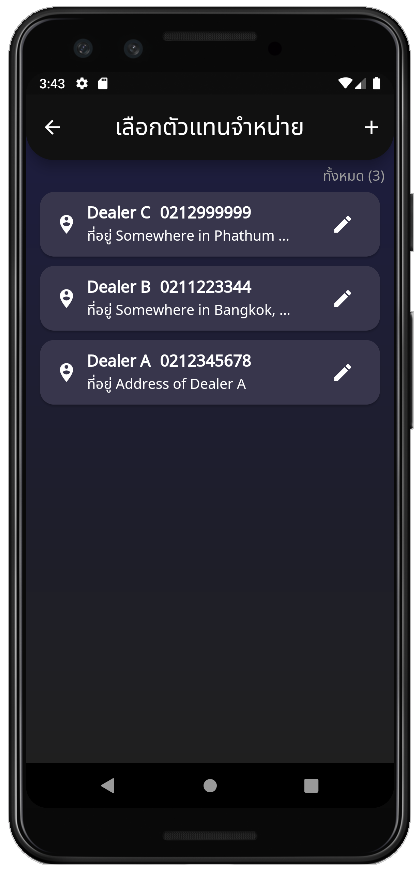 3:43
เลือกตัวแทนจำหน่าย
ทั้งหมด (3)
Dealer C 0212999999
ที่อยู่ Somewhere in Phathum ...
Dealer B 0211223344
ที่อยู่ Somewhere in Bangkok, ...
Dealer A 0212345678
ที่อยู่ Address of Dealer A